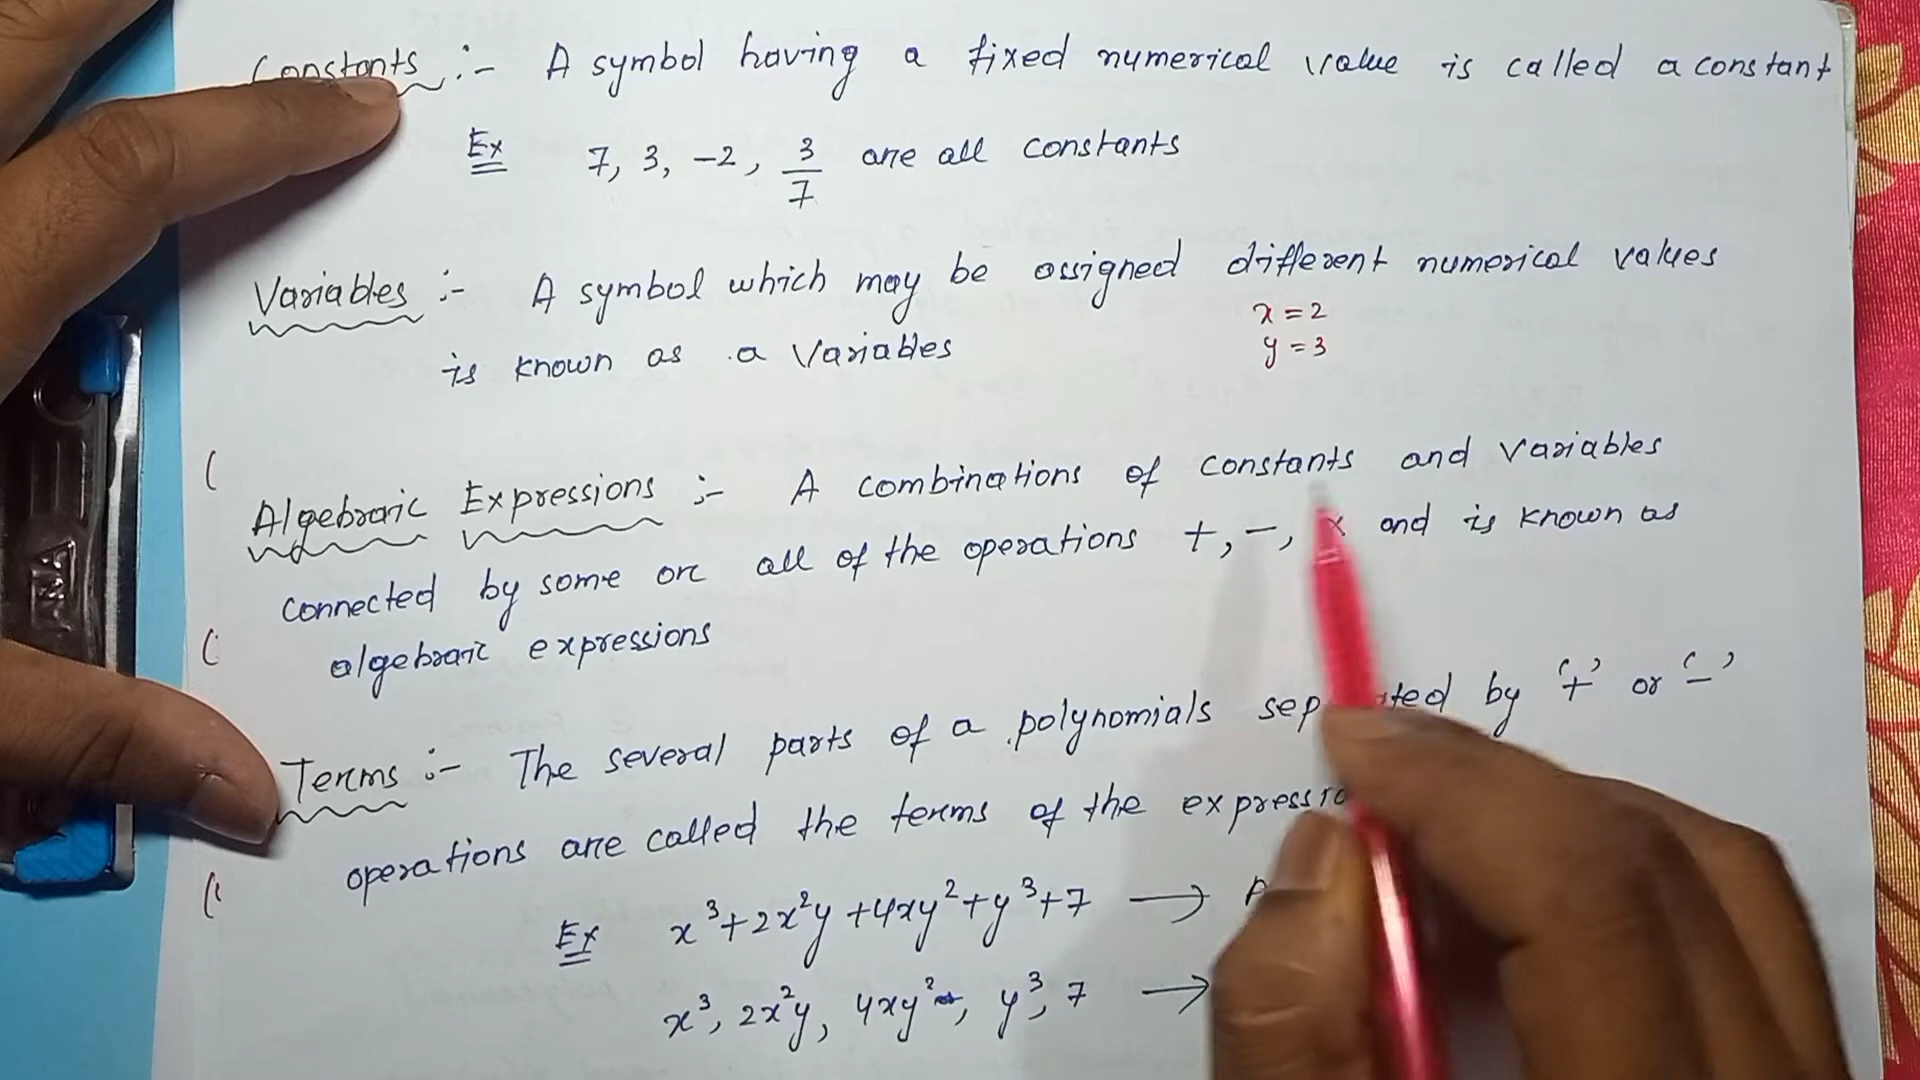 Constants :- A symbol having a fixed numerical value is called a constant
Ex 7, 3, -2, 3/7 are all constants
Variables :- A symbol which may be assigned different numerical values
x = 2
y = 3
is known as a Variables
Algebraic Expressions :- A combinations of constants and variables
connected by some or all of the operations +, -, x and is known as
algebraic expressions
Terms :- The several parts of a polynomials by '+' or '-'
operations are called the terms of the
Ex x³+2x²y+4xy²+y³+7 →
x³, 2x²y, 4xy², y³, 7 →